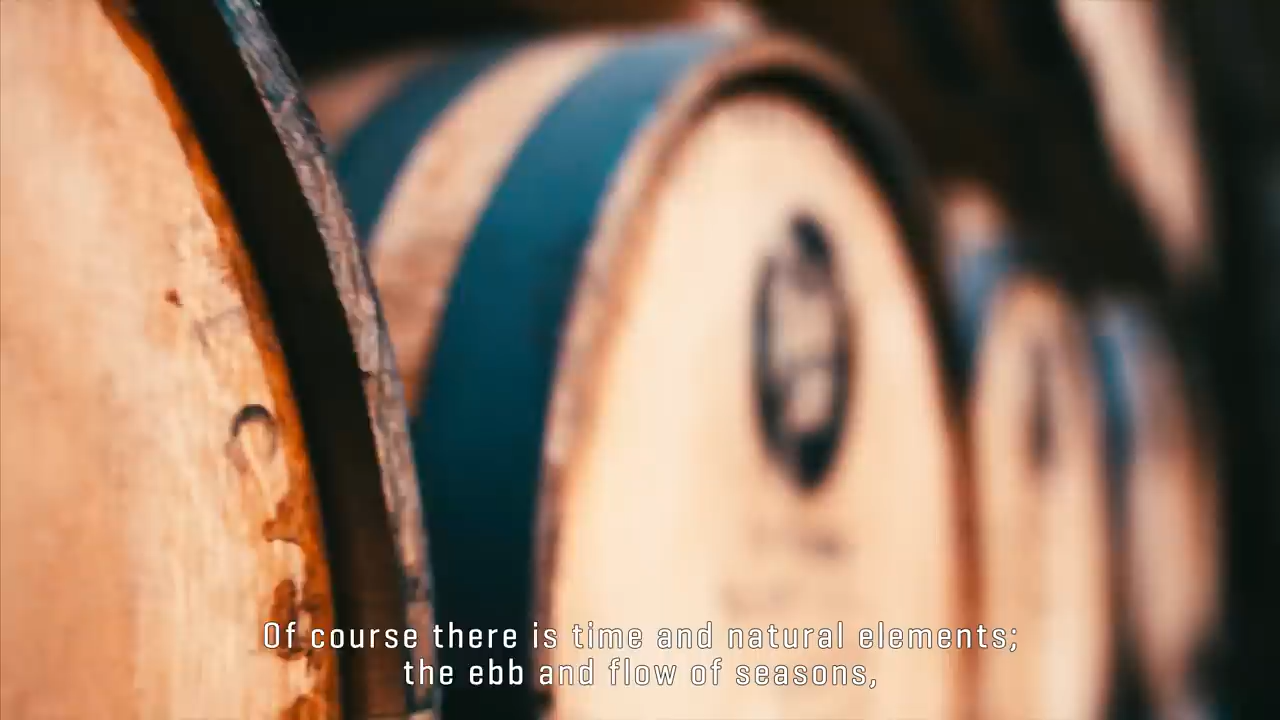 Of course there is time and natural elements;
the ebb and flow of seasons,